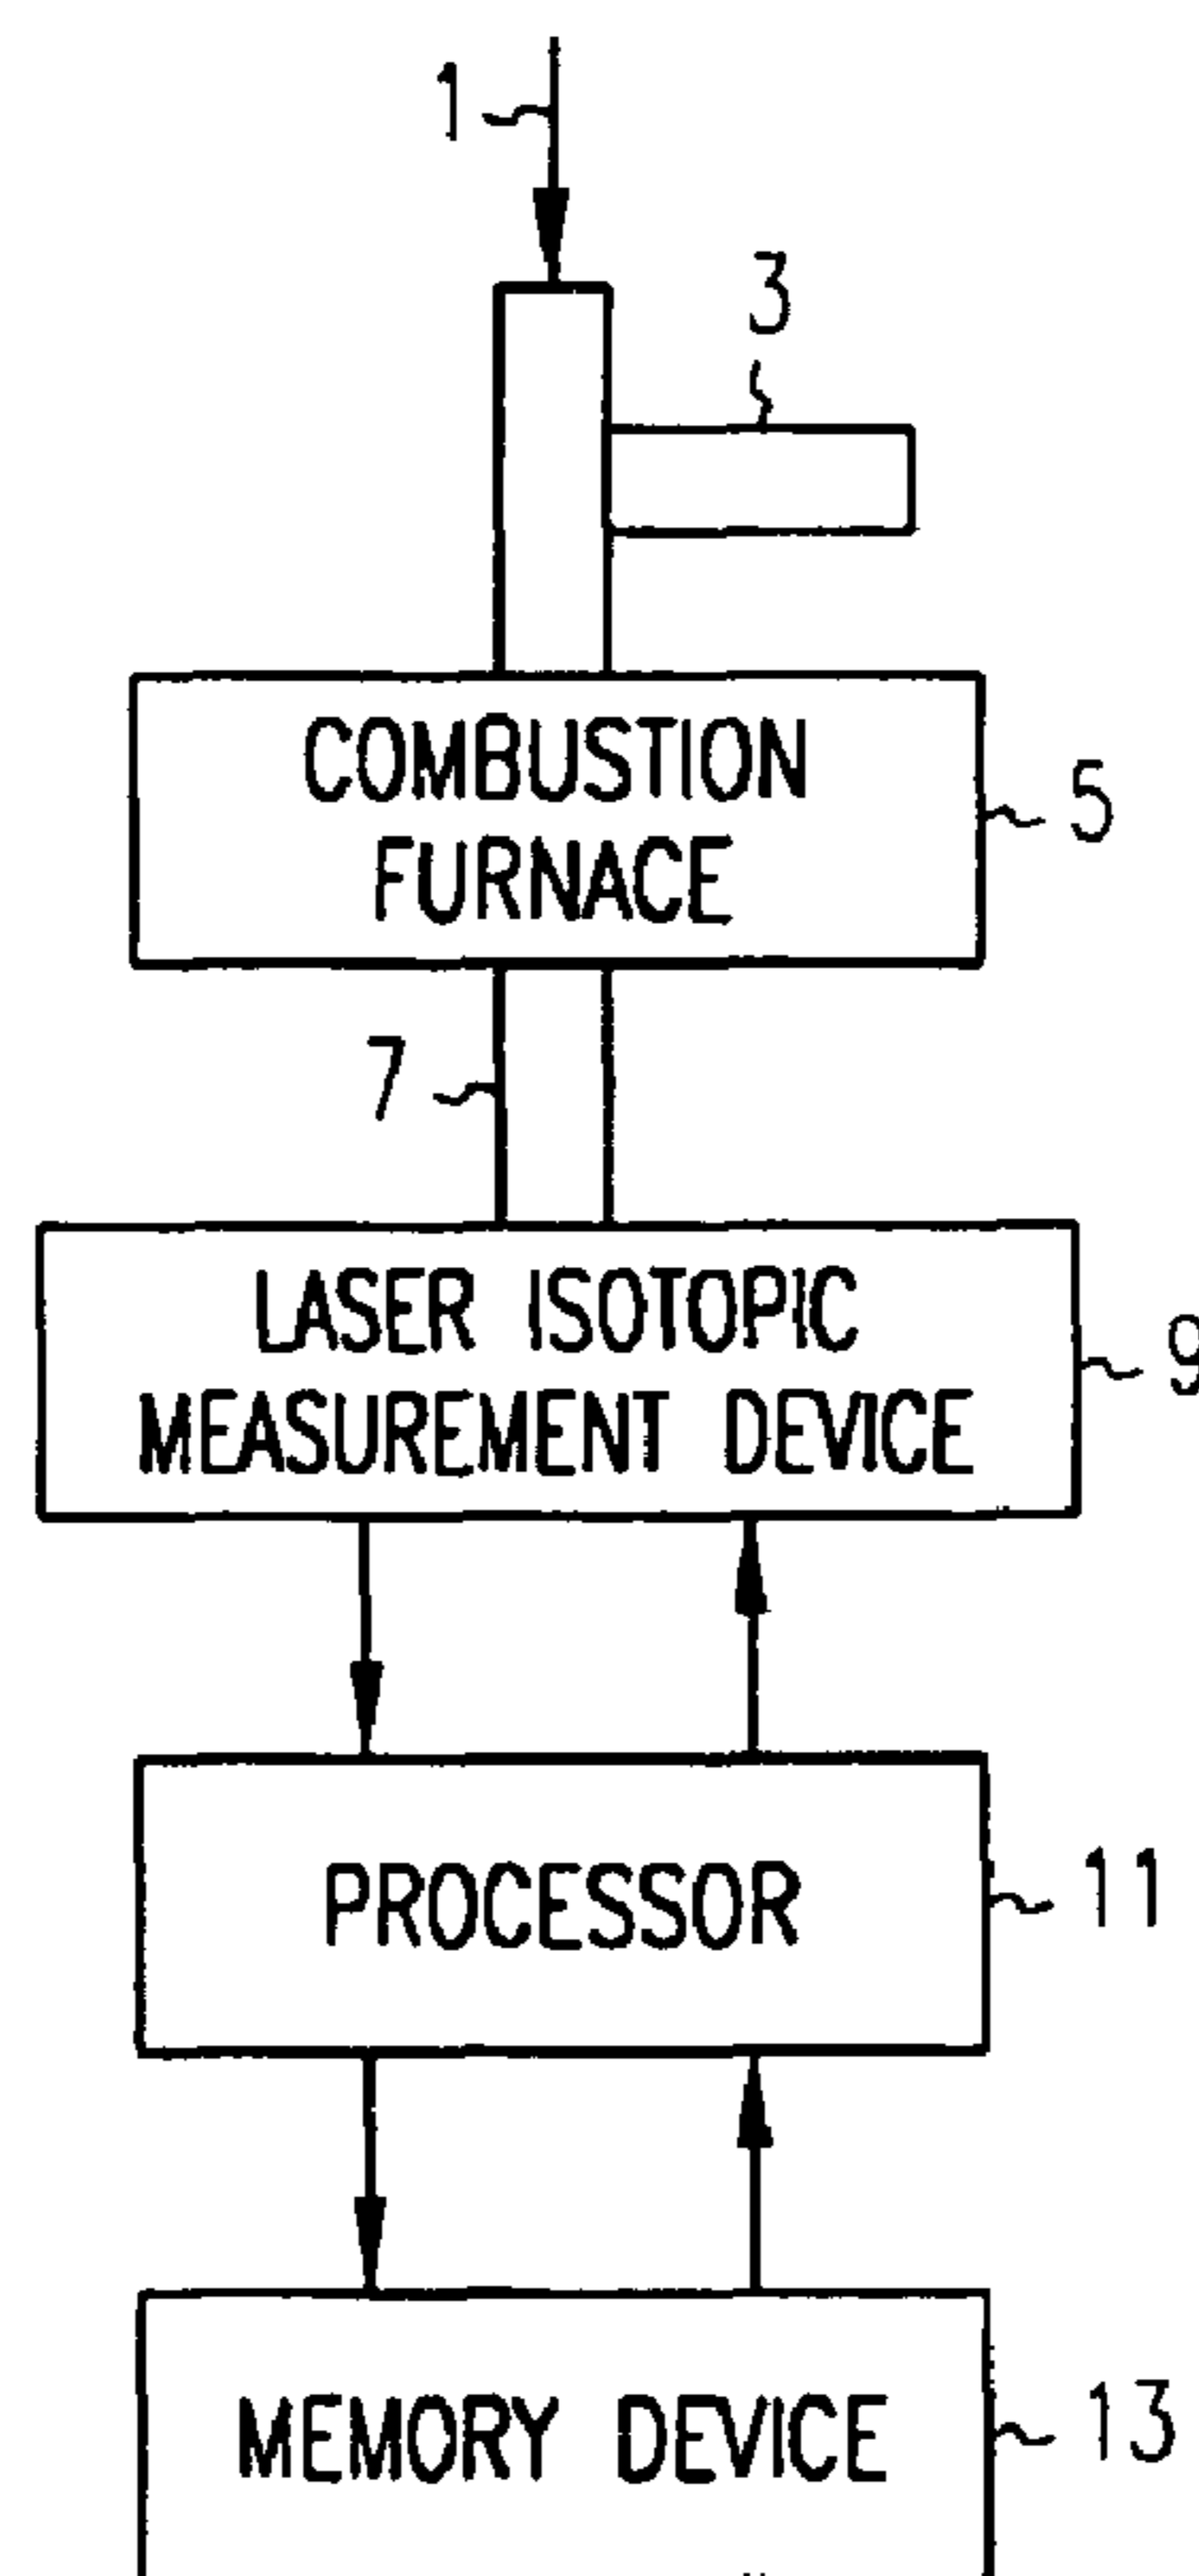 1
3
COMBUSTION
FURNACE
5
7
LASER ISOTOPIC
MEASUREMENT DEVICE
9
PROCESSOR
11
MEMORY DEVICE
13